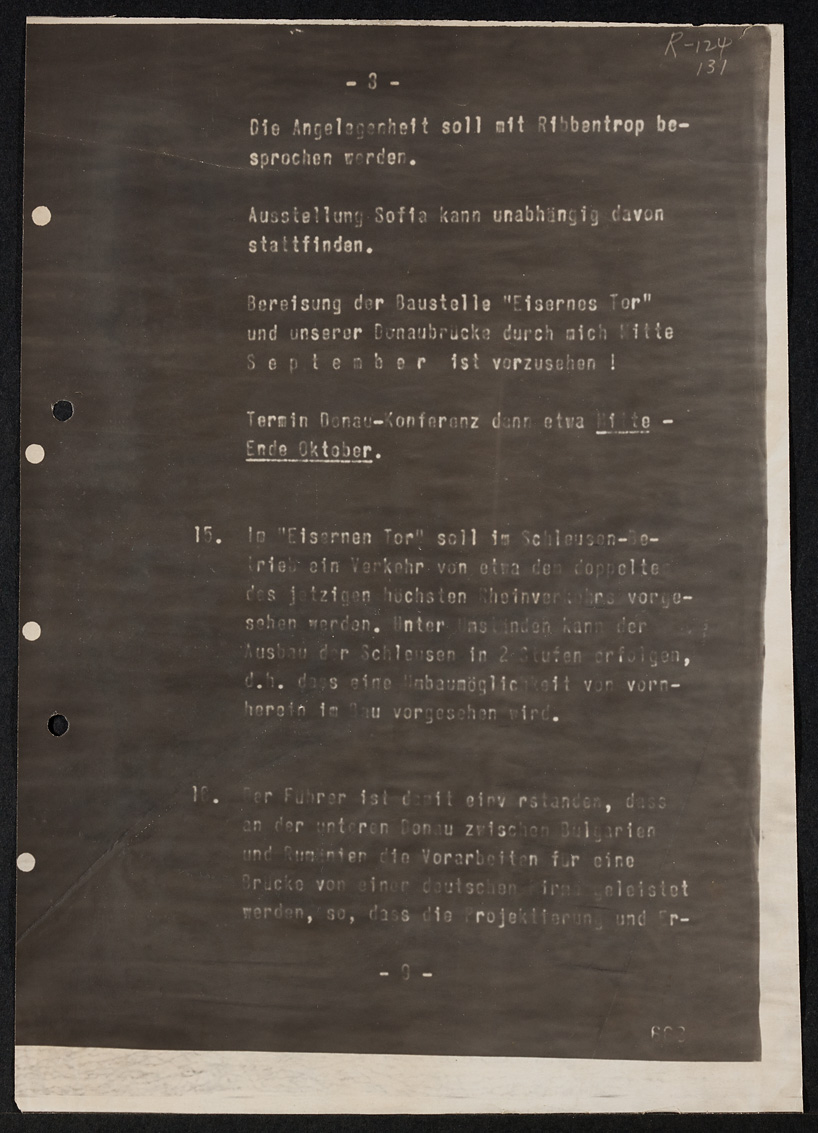 R-124
131
- 8 -
Die Angelegenheit soll mit Ribbentrop be-
sprochen werden.
Ausstellung Sofia kann unabhängig davon
stattfinden.
Bereisung der Baustelle "Eisernes Tor"
und unserer Donaubrücke durch mich Mitte
S e p t e m b e r ist vorzusehen !
Termin Donau-Konferenz dann etwa Mitte -
Ende Oktober.
15. Im "Eisernen Tor" soll im Schleusen-Be-
trieb ein Verkehr von etwa dem doppelten
des jetzigen höchsten Rheinverkehrs vorge-
sehen werden. Unter Umständen kann der
Ausbau der Schleusen in 2 Stufen erfolgen,
d.h. dass eine Umbaumöglichkeit von vorn-
herein im Bau vorgesehen wird.
16. Der Führer ist damit einverstanden, dass
an der unteren Donau zwischen Bulgarien
und Rumänien die Vorarbeiten für eine
Brücke von einer deutschen Firma geleistet
werden, so, dass die Projektierung und Er-
- 9 -